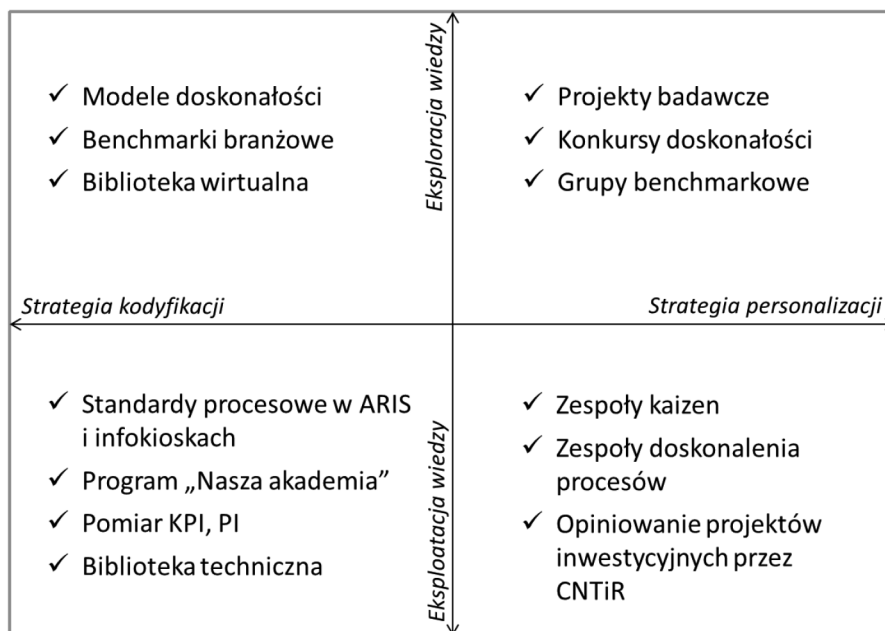 ✓ Modele doskonałości
✓ Benchmarki branżowe
✓ Biblioteka wirtualna
Eksploracja wiedzy
✓ Projekty badawcze
✓ Konkursy doskonałości
✓ Grupy benchmarkowe
Strategia kodyfikacji
Strategia personalizacji
✓ Standardy procesowe w ARIS
i infokioskach
✓ Program „Nasza akademia”
✓ Pomiar KPI, PI
✓ Biblioteka techniczna
Eksploatacja wiedzy
✓ Zespoły kaizen
✓ Zespoły doskonalenia
procesów
✓ Opiniowanie projektów
inwestycyjnych przez
CNTiR